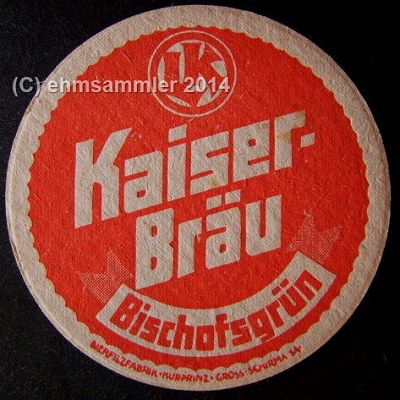 (C) ehmsammler 2014
K
Kaiser-
Bräu
Bischofsgrün
BIERFILZFABRIK · KURPRINZ · GROSS-SCHIRMA SA.